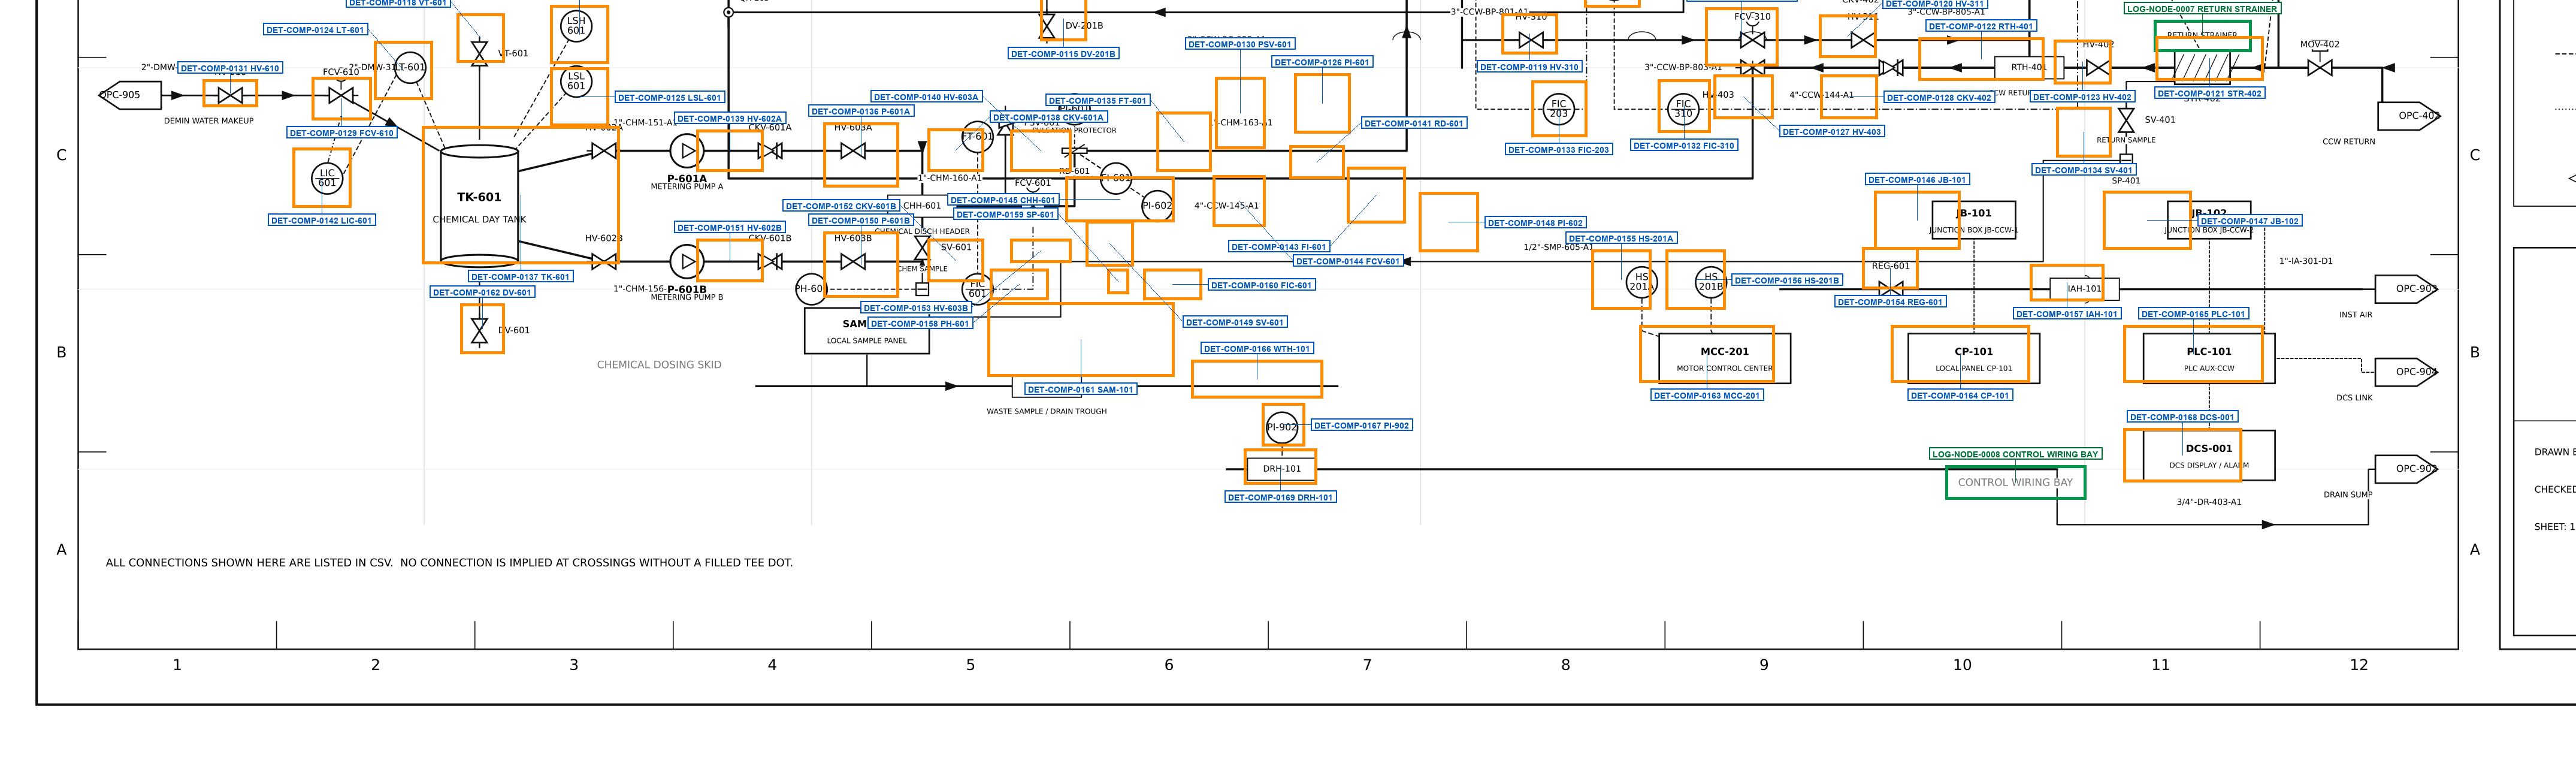 DET-COMP-0118 VT-601
DET-COMP-0120 HV-311
3"-CCW-BP-801-A1
3"-CCW-BP-805-A1
LOG-NODE-0007 RETURN STRAINER
RETURN STRAINER
DET-COMP-0124 LT-601
LSH
601
DV-201B
HV-310
FCV-310
HV-311
DET-COMP-0122 RTH-401
DET-COMP-0130 PSV-601
DET-COMP-0115 DV-201B
VT-601
HV-402
MOV-402
DET-COMP-0131 HV-610
FCV-610
LT-601
DET-COMP-0126 PI-601
DET-COMP-0119 HV-310
3"-CCW-BP-803-A1
RTH-401
OPC-905
LSL
601
DET-COMP-0125 LSL-601
DET-COMP-0140 HV-603A
DET-COMP-0135 FT-601
HV-403
4"-CCW-144-A1
DET-COMP-0128 CKV-402
DET-COMP-0123 HV-402
DET-COMP-0121 STR-402
DEMIN WATER MAKEUP
DET-COMP-0129 FCV-610
1"-CHM-151-A1
DET-COMP-0139 HV-602A
DET-COMP-0136 P-601A
DET-COMP-0138 CKV-601A
PULSATION PROTECTOR
DET-COMP-0141 RD-601
FIC
203
FIC
310
DET-COMP-0127 HV-403
SV-401
OPC-402
HV-602A
CKV-601A
HV-603A
FT-601
DET-COMP-0133 FIC-203
DET-COMP-0132 FIC-310
RETURN SAMPLE
CCW RETURN
C
C
LIC
601
P-601A
METERING PUMP A
1"-CHM-160-A1
RD-601
FI-601
DET-COMP-0134 SV-401
SP-401
DET-COMP-0146 JB-101
FCV-601
TK-601
DET-COMP-0145 CHH-601
PI-602
4"-CCW-145-A1
DET-COMP-0142 LIC-601
CHEMICAL DAY TANK
DET-COMP-0152 CKV-601B
CHH-601
DET-COMP-0159 SP-601
DET-COMP-0150 P-601B
DET-COMP-0148 PI-602
JB-101
JUNCTION BOX JB-CCW-1
JB-102
DET-COMP-0147 JB-102
DET-COMP-0151 HV-602B
CHEMICAL DISCH HEADER
HV-602B
CKV-601B
HV-603B
SV-601
DET-COMP-0143 FI-601
1/2"-SMP-605-A1
DET-COMP-0155 HS-201A
DET-COMP-0144 FCV-601
REG-601
1"-IA-301-D1
DET-COMP-0137 TK-601
CHEM SAMPLE
HS
201A
HS
201B
DET-COMP-0156 HS-201B
DET-COMP-0162 DV-601
P-601B
METERING PUMP B
FIC
601
DET-COMP-0160 FIC-601
DET-COMP-0154 REG-601
IAH-101
OPC-903
DET-COMP-0153 HV-603B
DET-COMP-0158 PH-601
DET-COMP-0149 SV-601
DET-COMP-0157 IAH-101
DET-COMP-0165 PLC-101
INST AIR
DV-601
LOCAL SAMPLE PANEL
CHEMICAL DOSING SKID
DET-COMP-0166 WTH-101
MCC-201
MOTOR CONTROL CENTER
CP-101
LOCAL PANEL CP-101
PLC-101
PLC AUX-CCW
B
B
OPC-904
DET-COMP-0161 SAM-101
DET-COMP-0163 MCC-201
DET-COMP-0164 CP-101
DCS LINK
WASTE SAMPLE / DRAIN TROUGH
DET-COMP-0168 DCS-001
PI-902
DET-COMP-0167 PI-902
DCS-001
DCS DISPLAY / ALARM
LOG-NODE-0008 CONTROL WIRING BAY
CONTROL WIRING BAY
DRH-101
DET-COMP-0169 DRH-101
OPC-902
DRAIN SUMP
3/4"-DR-403-A1
DRAWN
CHECKED
SHEET: 1
A
A
ALL CONNECTIONS SHOWN HERE ARE LISTED IN CSV.  NO CONNECTION IS IMPLIED AT CROSSINGS WITHOUT A FILLED TEE DOT.
1 2 3 4 5 6 7 8 9 10 11 12